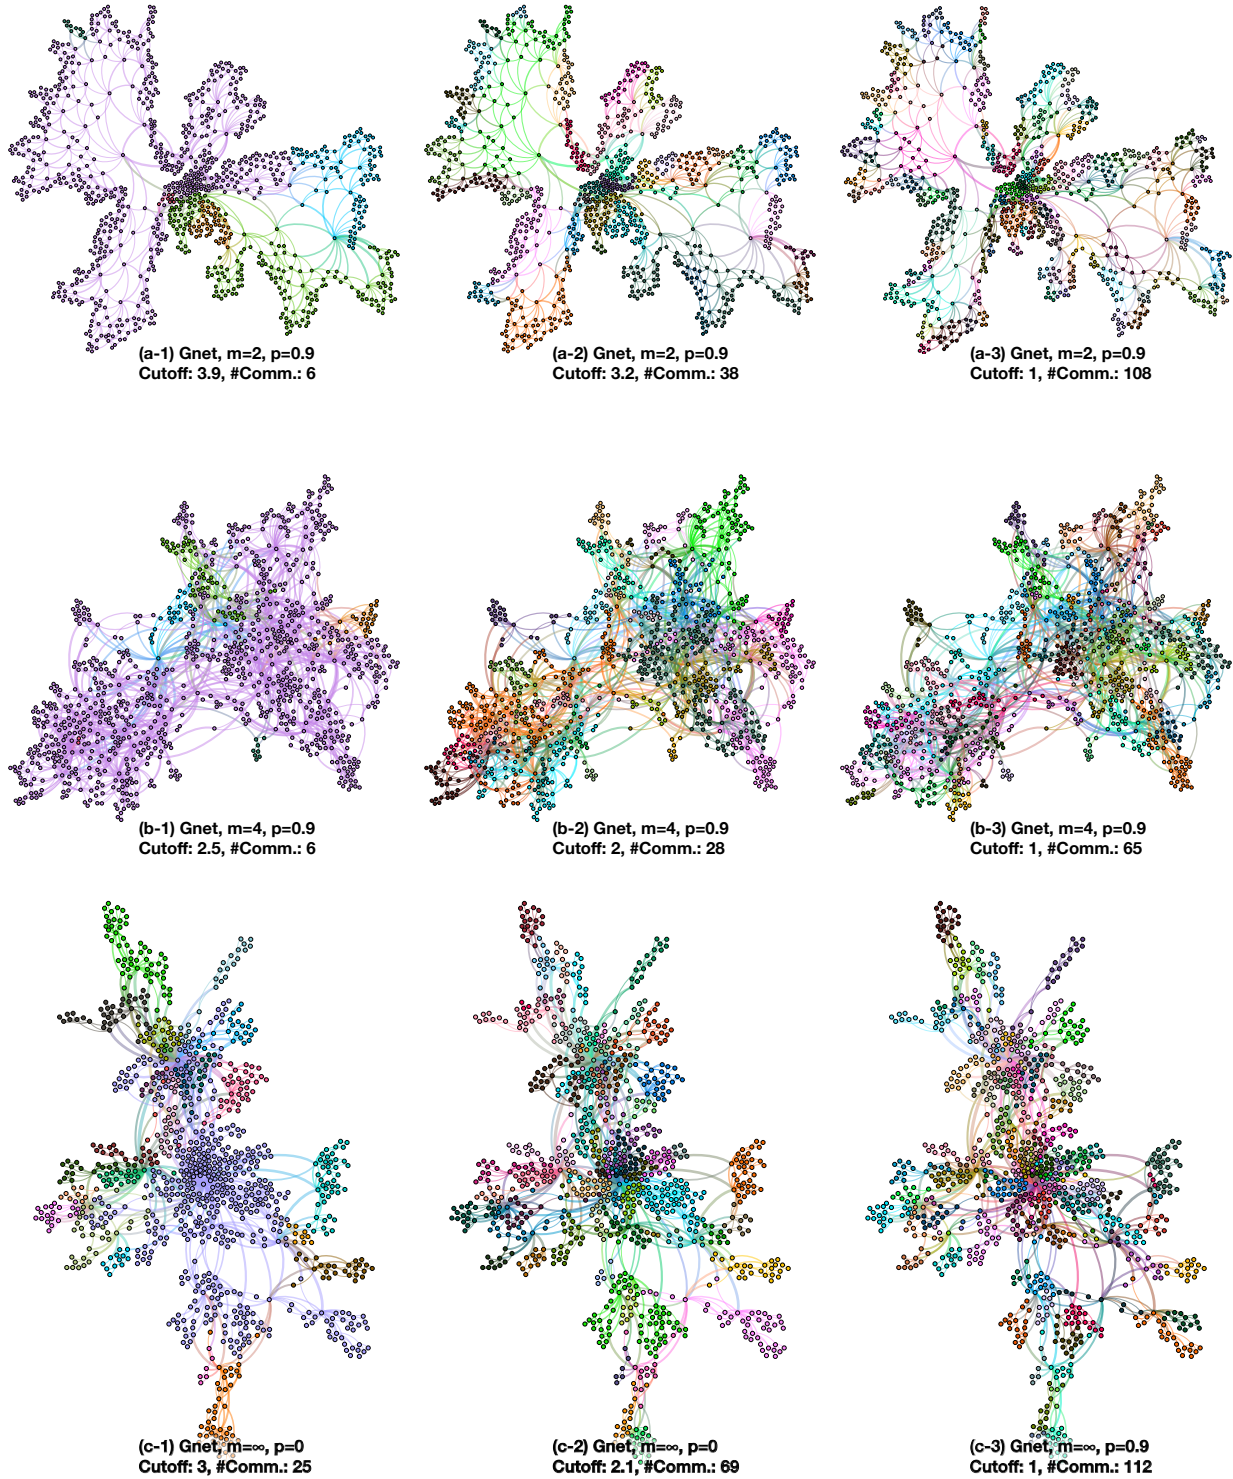 (a-1) Gnet, m=2, p=0.9
Cutoff: 3.9, #Comm.: 6
(a-2) Gnet, m=2, p=0.9
Cutoff: 3.2, #Comm.: 38
(a-3) Gnet, m=2, p=0.9
Cutoff: 1, #Comm.: 108
(b-1) Gnet, m=4, p=0.9
Cutoff: 2.5, #Comm.: 6
(b-2) Gnet, m=4, p=0.9
Cutoff: 2, #Comm.: 28
(b-3) Gnet, m=4, p=0.9
Cutoff: 1, #Comm.: 65
(c-1) Gnet, m=∞, p=0
Cutoff: 3, #Comm.: 25
(c-2) Gnet, m=∞, p=0
Cutoff: 2.1, #Comm.: 69
(c-3) Gnet, m=∞, p=0.9
Cutoff: 1, #Comm.: 112